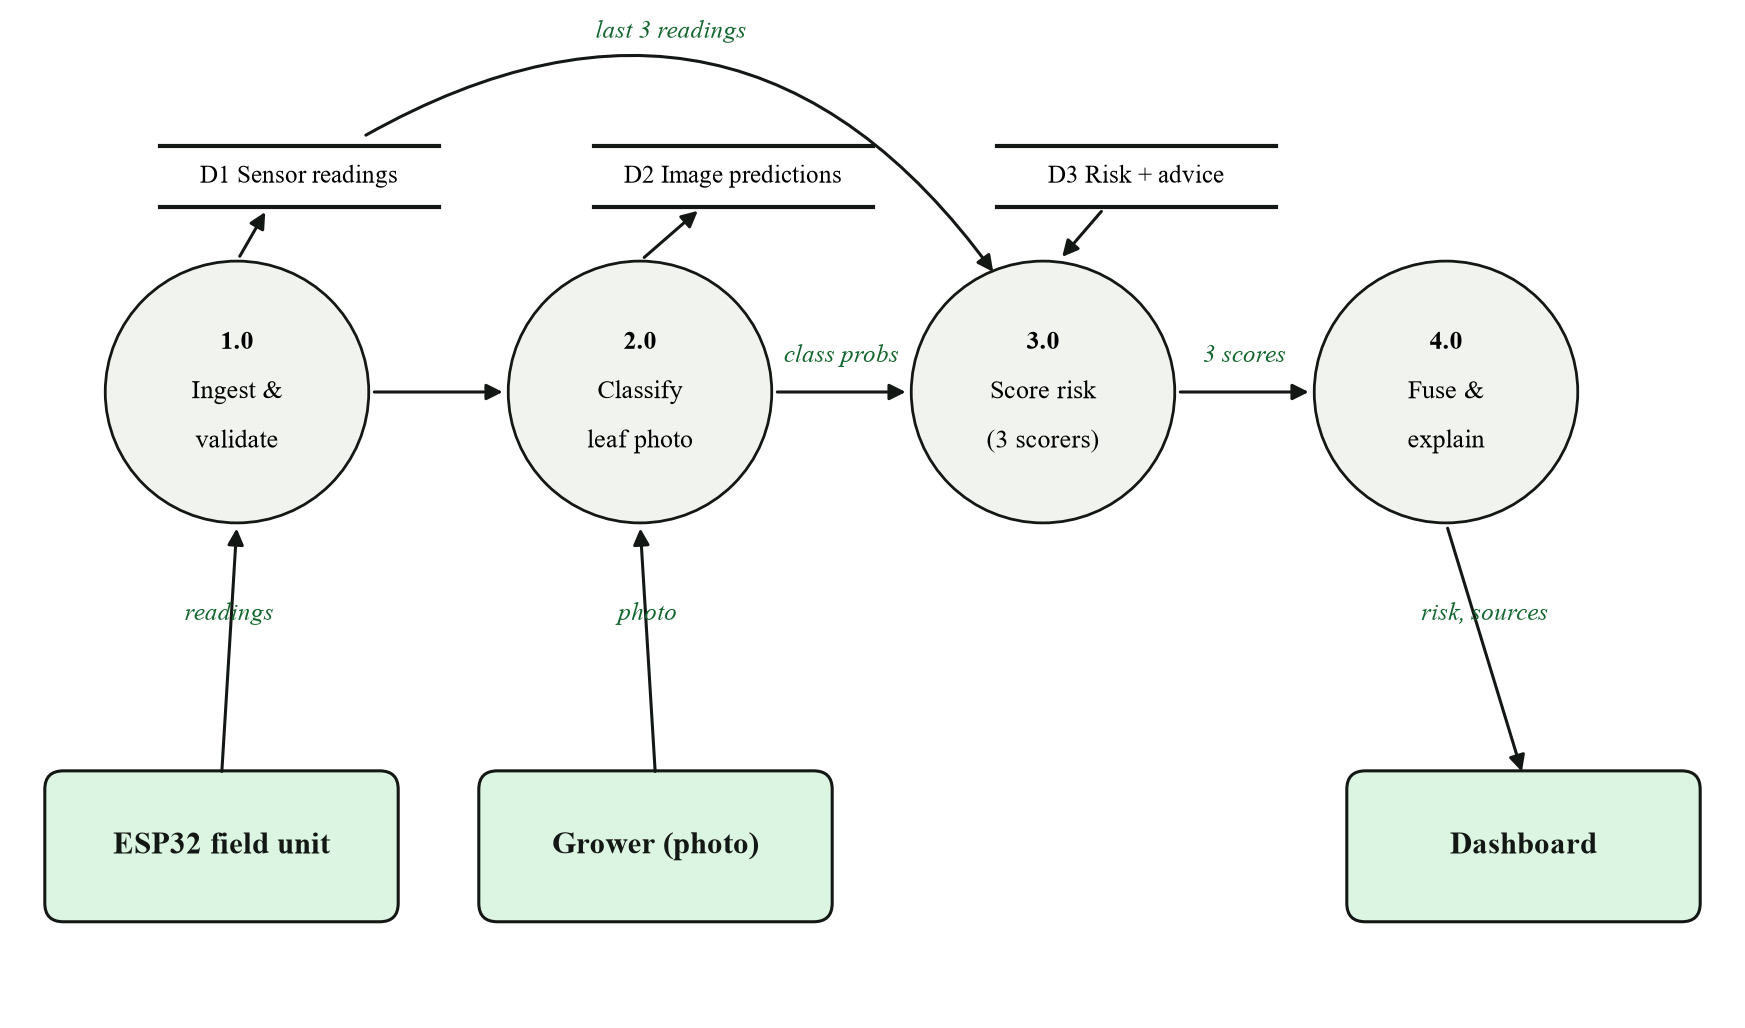 last 3 readings
D1 Sensor readings
D2 Image predictions
D3 Risk + advice
1.0
Ingest &
validate
2.0
Classify
leaf photo
class probs
3.0
Score risk
(3 scorers)
3 scores
4.0
Fuse &
explain
readings
photo
risk, sources
ESP32 field unit
Grower (photo)
Dashboard